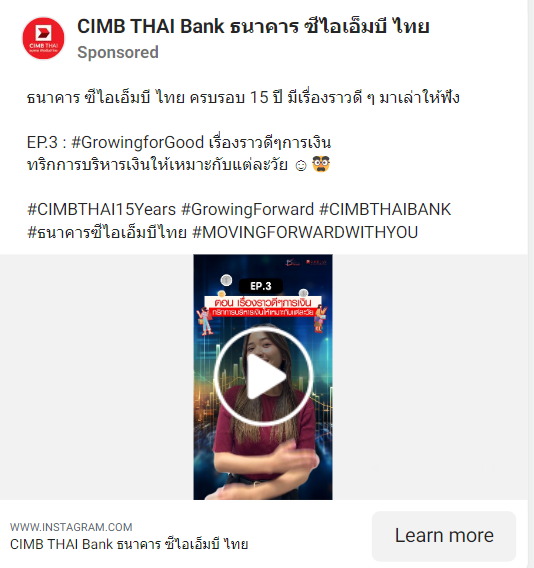 CIMB THAI Bank ธนาคาร ซีไอเอ็มบี ไทย
Sponsored
CIMB THAI
ธนาคาร ซีไอเอ็มบี ไทย ครบรอบ 15 ปี มีเรื่องราวดี ๆ มาเล่าให้ฟัง
EP.3 : #GrowingforGood เรื่องราวดีๆการเงิน
ทริกการบริหารเงินให้เหมาะกับแต่ละวัย ☺🥸
#CIMBTHAI15Years #GrowingForward #CIMBTHAIBANK
#ธนาคารซีไอเอ็มบีไทย #MOVINGFORWARDWITHYOU
EP.3
ตอน เรื่องราวดีๆการเงิน
ทริกการบริหารเงินให้เหมาะกับแต่ละวัย
WWW.INSTAGRAM.COM
CIMB THAI Bank ธนาคาร ซีไอเอ็มบี ไทย
Learn more